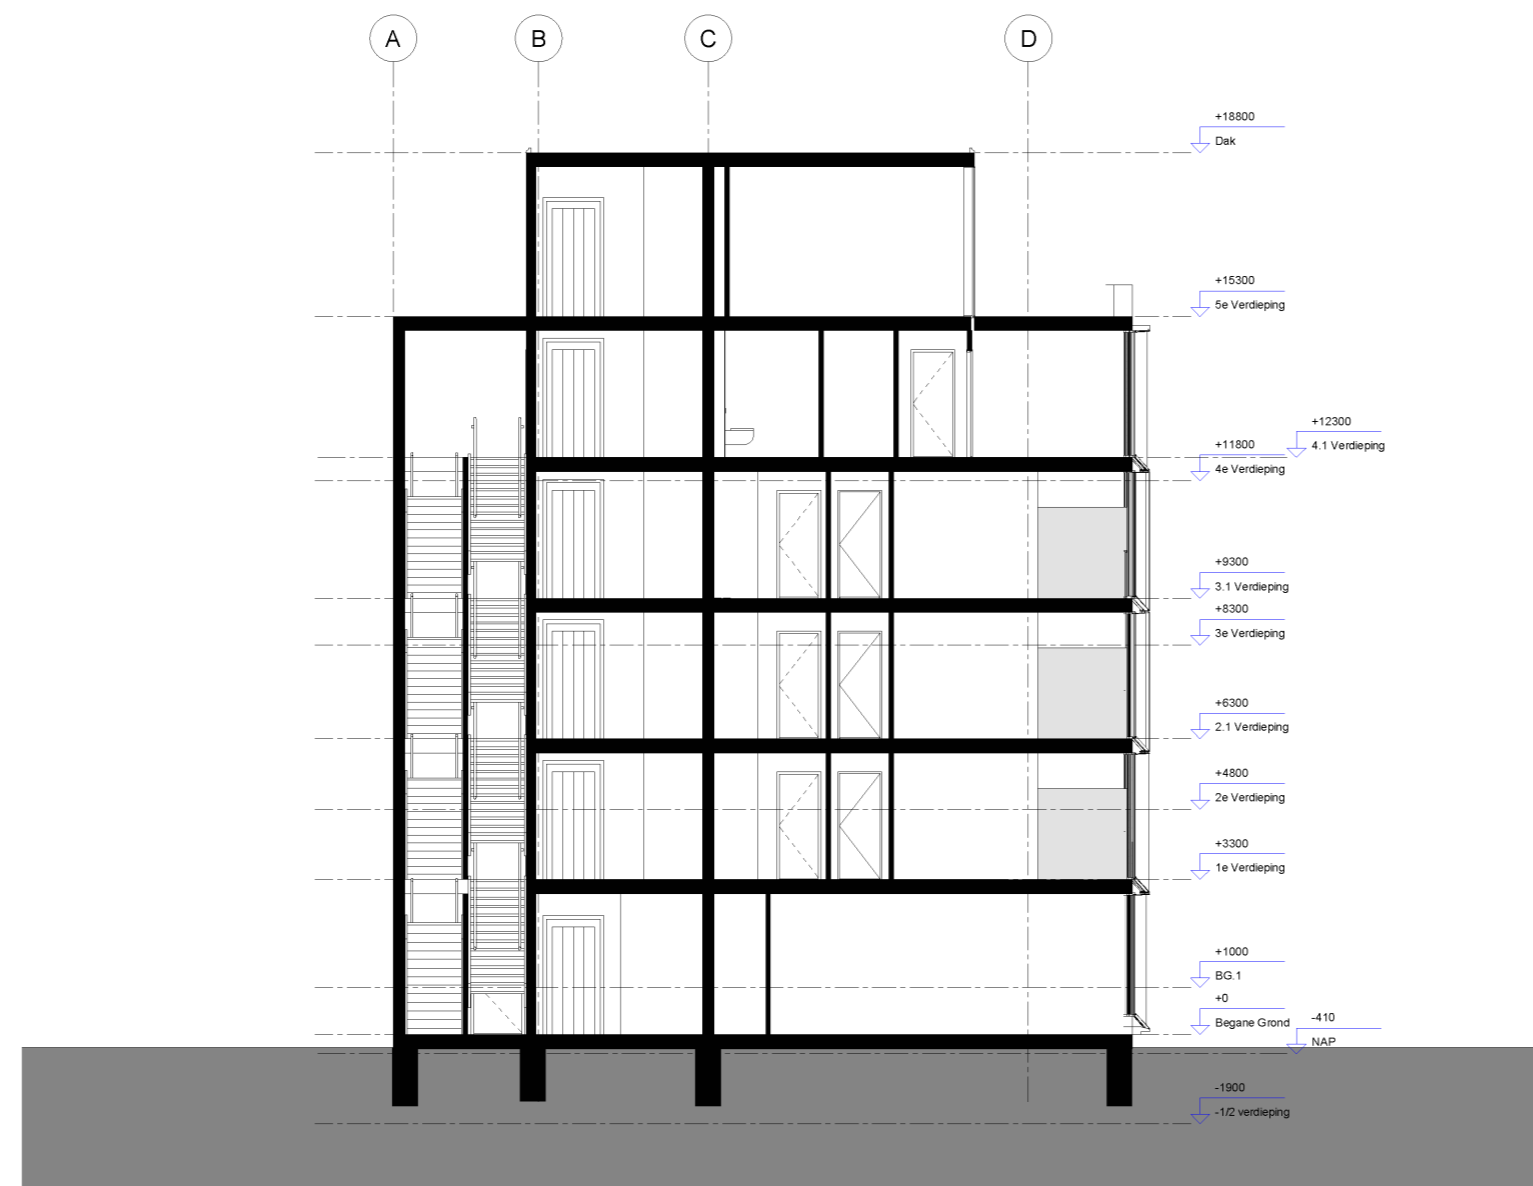 A
B
C
D
+18800
Dak
+15300
5e Verdieping
+12300
4.1 Verdieping
+11800
4e Verdieping
+9300
3.1 Verdieping
+8300
3e Verdieping
+6300
2.1 Verdieping
+4800
2e Verdieping
+3300
1e Verdieping
+1000
BG.1
+0
Begane Grond
-410
NAP
-1900
-1/2 verdieping